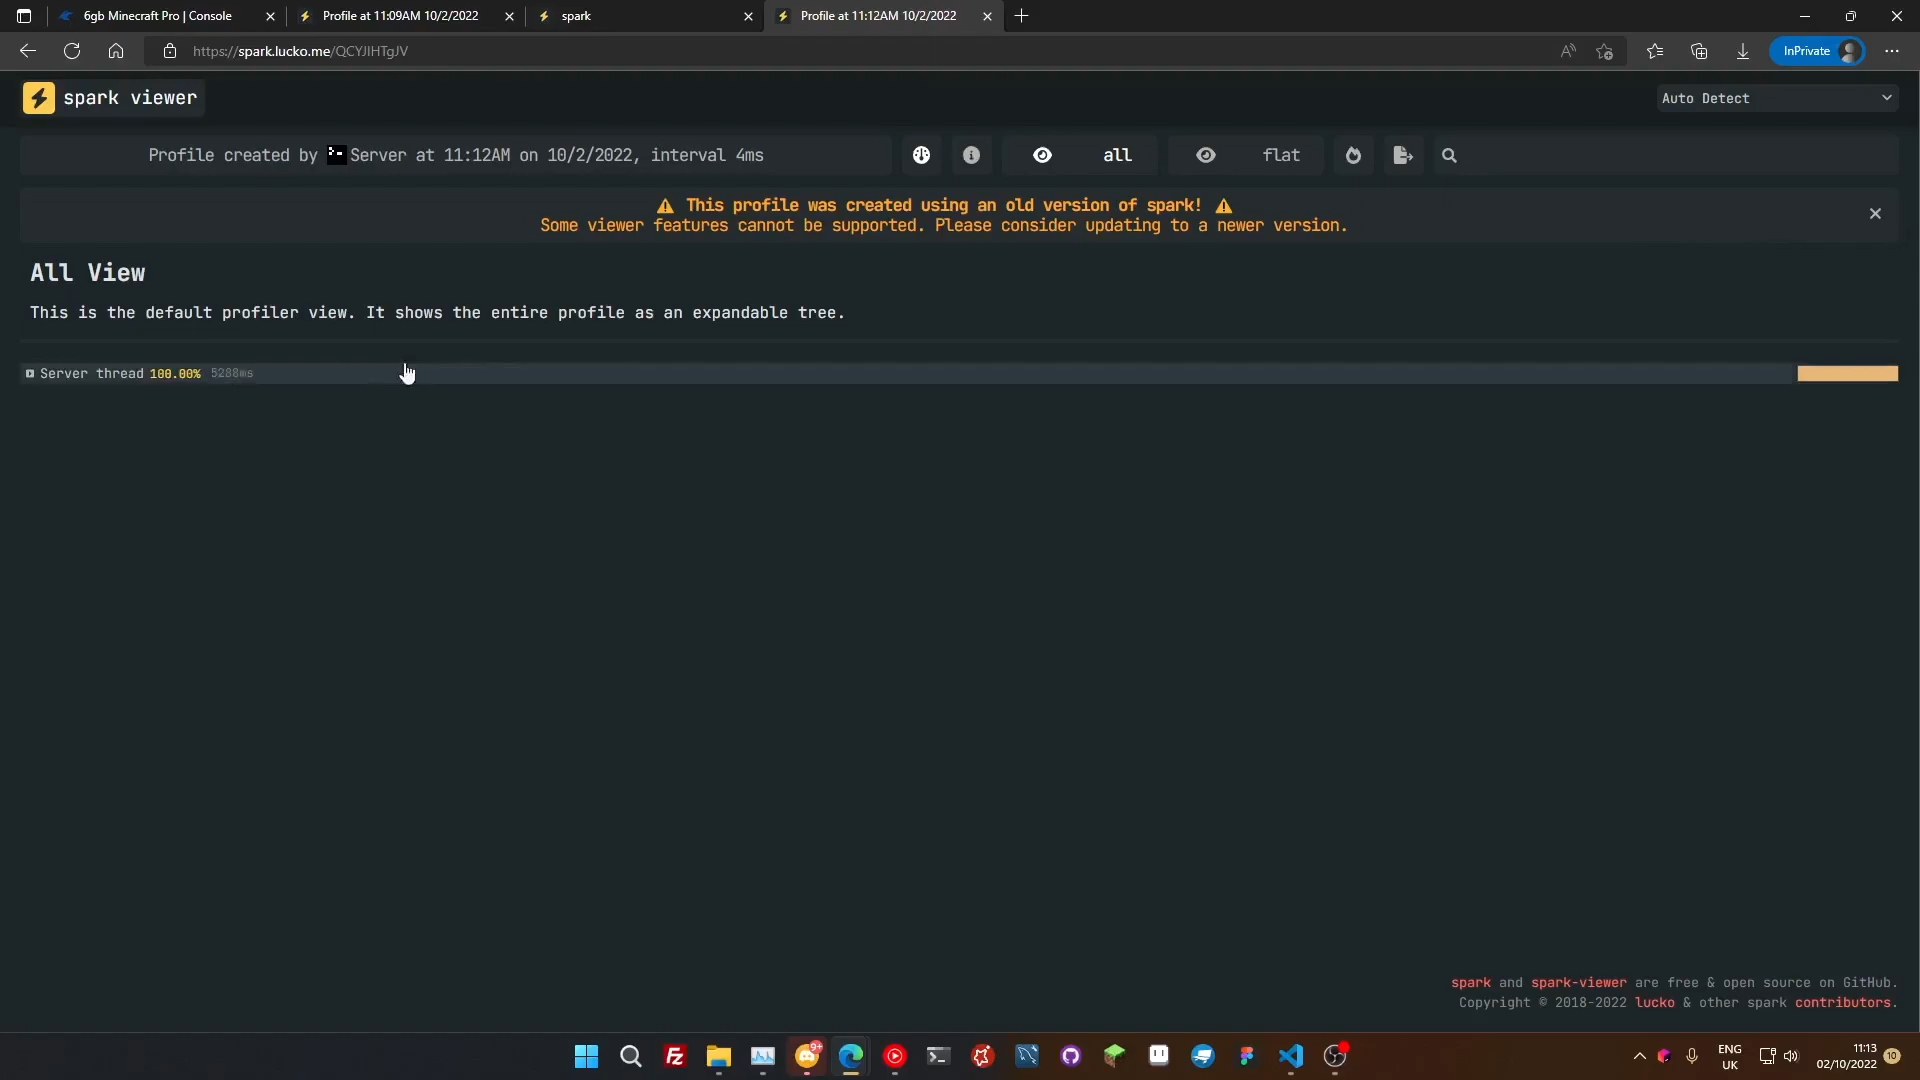 6gb Minecraft Pro | Console
Profile at 11:09AM 10/2/2022
spark
Profile at 11:12AM 10/2/2022
https://spark.lucko.me/QCYJIHTgJV
InPrivate
spark viewer
Auto Detect
Profile created by Server at 11:12AM on 10/2/2022, interval 4ms
all
flat
This profile was created using an old version of spark!
Some viewer features cannot be supported. Please consider updating to a newer version.
All View
This is the default profiler view. It shows the entire profile as an expandable tree.
Server thread 100.00% 5288ms
spark and spark-viewer are free & open source on GitHub.
Copyright © 2018-2022 lucko & other spark contributors.
9+
ENG
UK
11:13
02/10/2022
10